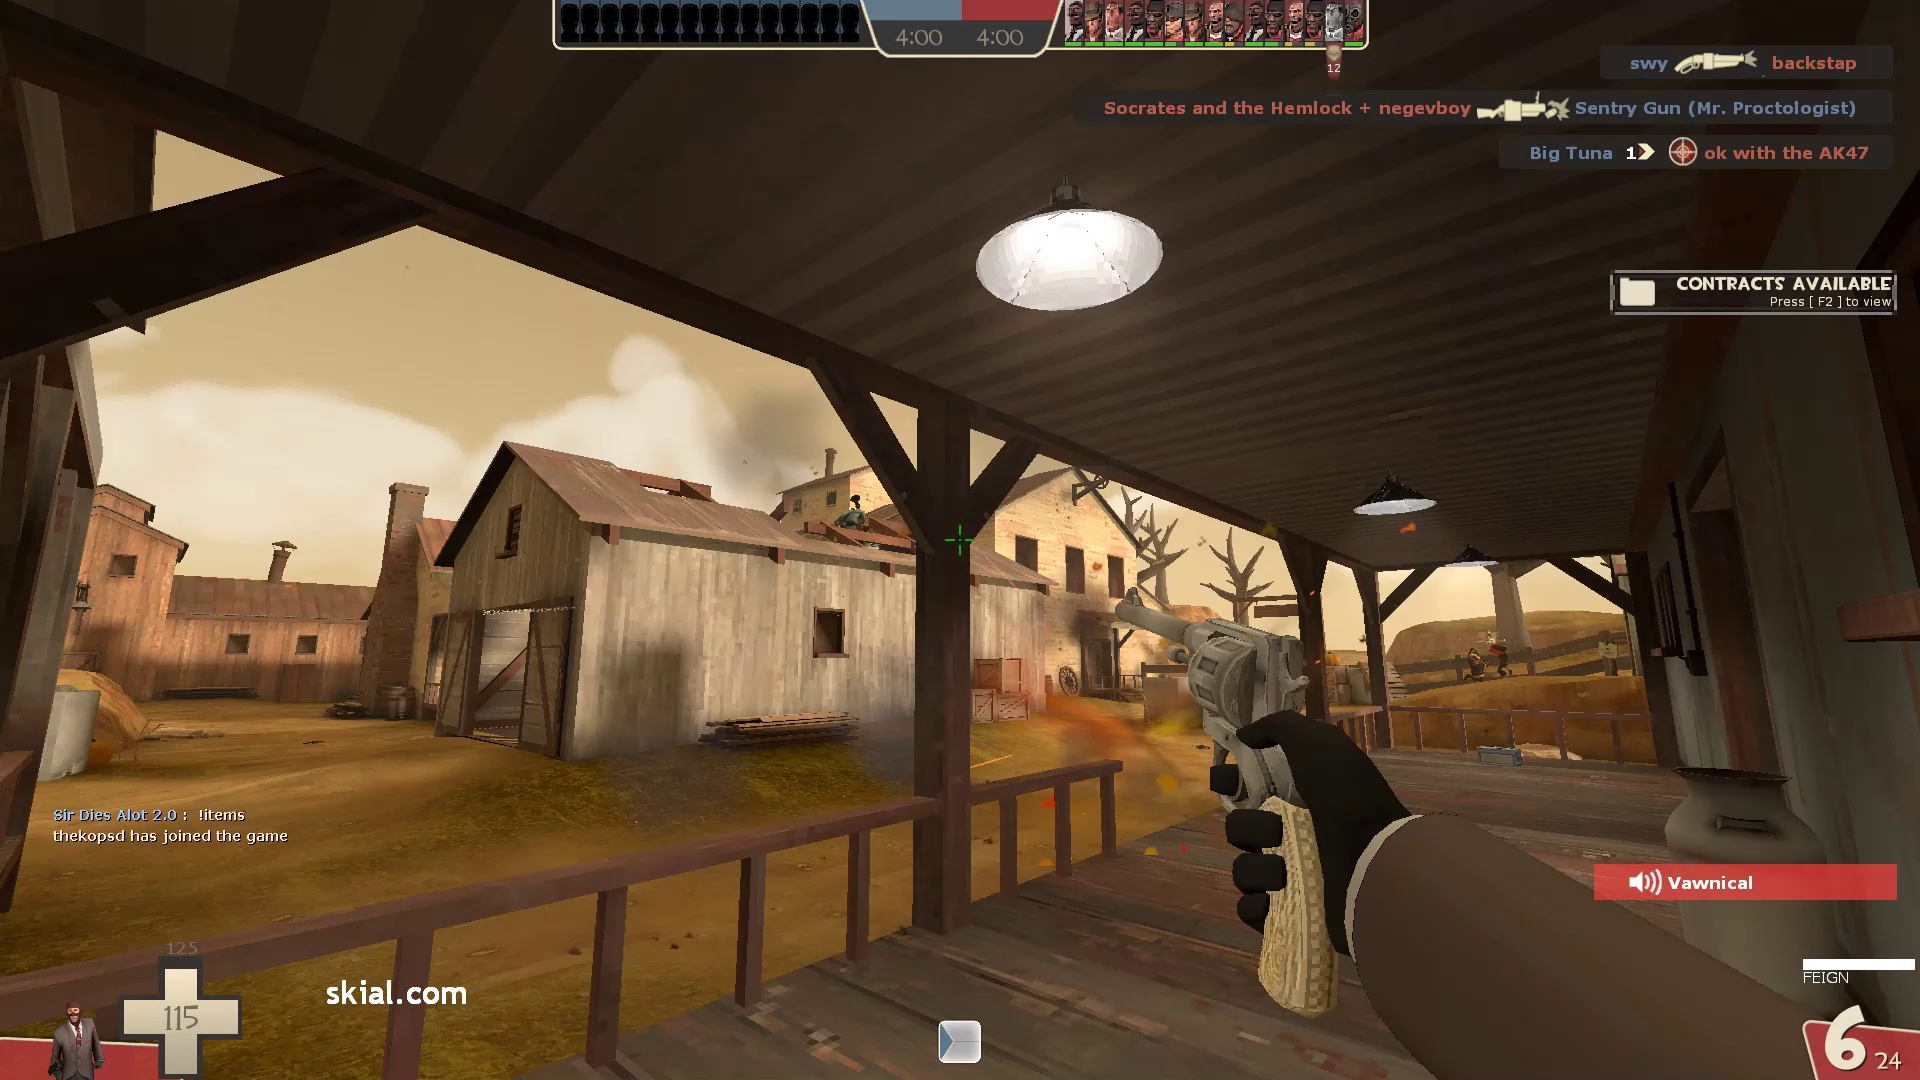 4:00 4:00
12
swy backstap
Socrates and the Hemlock + negevboy Sentry Gun (Mr. Proctologist)
Big Tuna 1 ok with the AK47
CONTRACTS AVAILABLE
Press [ F2 ] to view
Sir Dies Alot 2.0 : !items
thekopsd has joined the game
Vawnical
125
115
skial.com
FEIGN
6 24